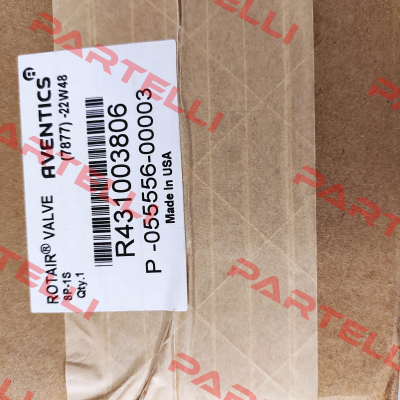 ROTAIR® VALVE AVENTICS
8P-1S (7877) -22W48
Qty.1
R431003806
P -055556-00003
Made In USA
PARTELLI
PARTELLI
PARTELLI
PARTELLI
PARTELLI